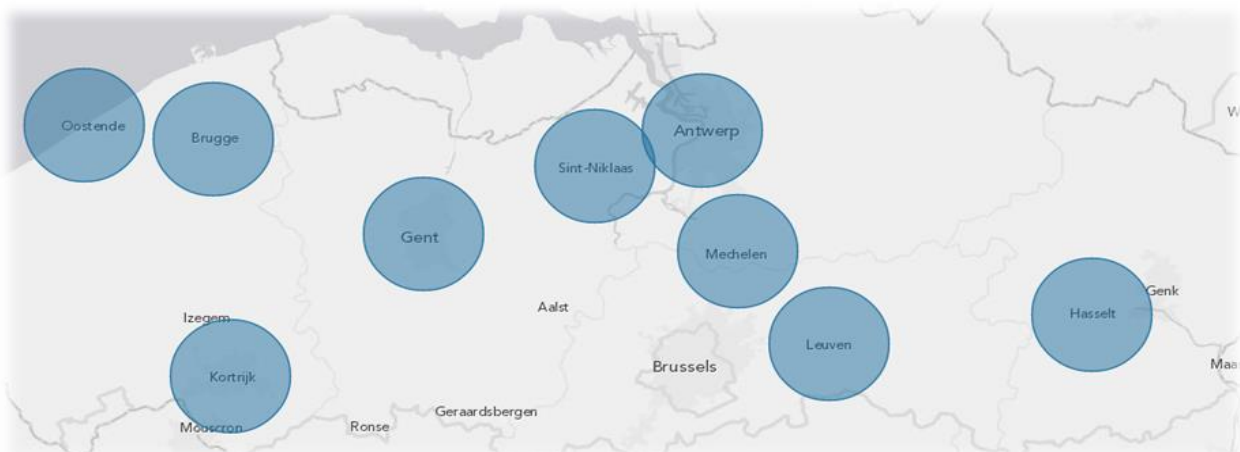 Oostende
Brugge
Antwerp
Sint-Niklaas
Gent
Mechelen
Genk
Aalst
Hasselt
Izegem
Leuven
Brussels
Kortrijk
Geraardsbergen
Mouscron
Ronse